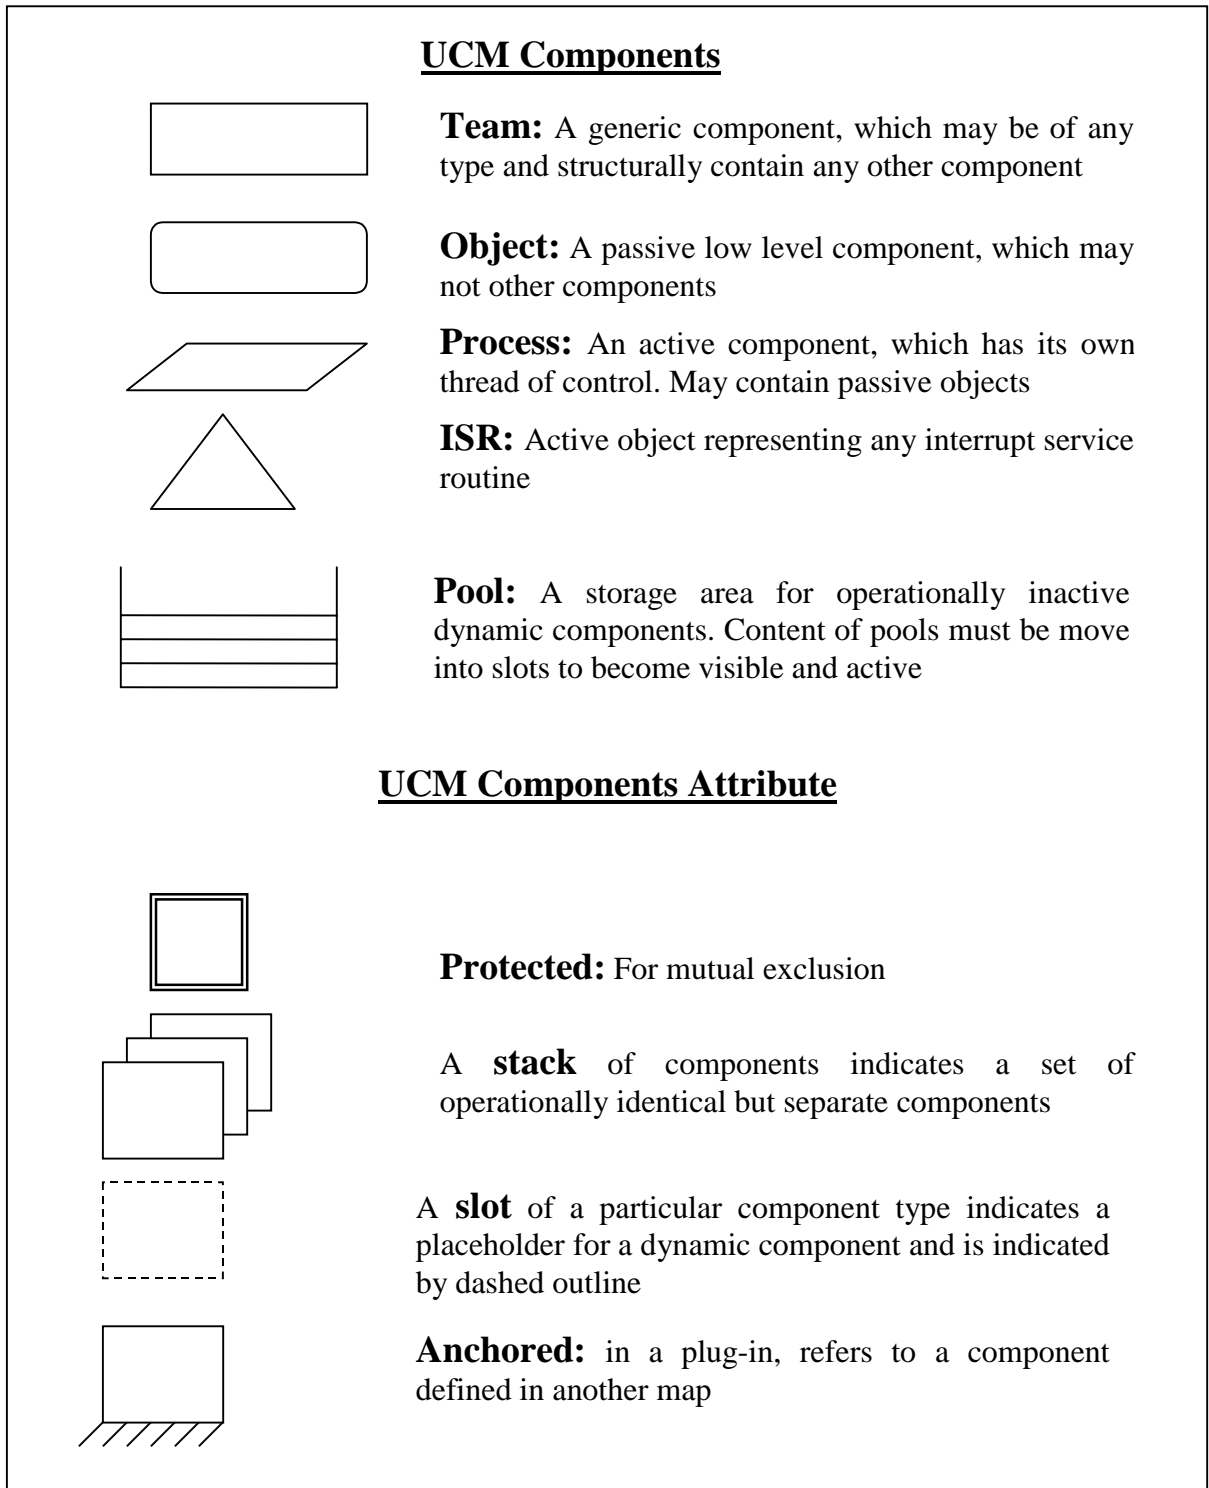 UCM Components
Team: A generic component, which may be of any
type and structurally contain any other component
Object: A passive low level component, which may
not other components
Process: An active component, which has its own
thread of control. May contain passive objects
ISR: Active object representing any interrupt service
routine
Pool: A storage area for operationally inactive
dynamic components. Content of pools must be move
into slots to become visible and active
UCM Components Attribute
Protected: For mutual exclusion
A stack of components indicates a set of
operationally identical but separate components
A slot of a particular component type indicates a
placeholder for a dynamic component and is indicated
by dashed outline
Anchored: in a plug-in, refers to a component
defined in another map